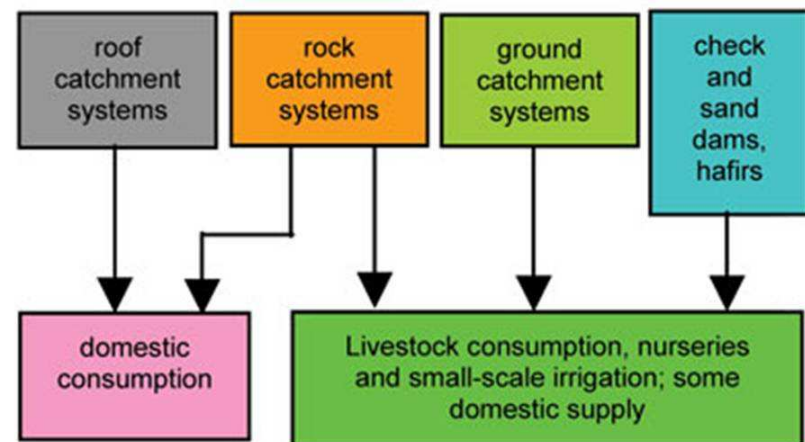 roof
catchment
systems
rock
catchment
systems
ground
catchment
systems
check
and
sand
dams,
hafirs
domestic
consumption
Livestock consumption, nurseries
and small-scale irrigation; some
domestic supply